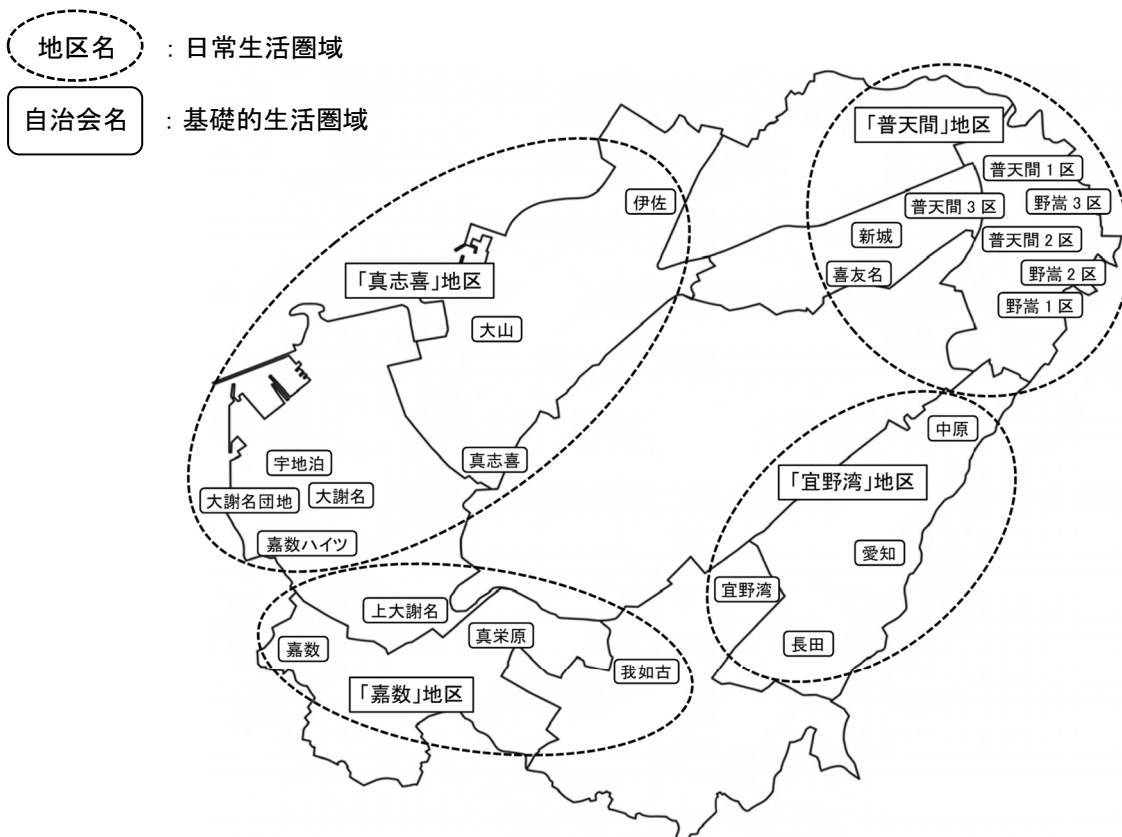 地区名 : 日常生活圏域
自治会名 : 基礎的生活圏域
「普天間」地区
普天間1区
伊佐
普天間3区
野嵩3区
新城
普天間2区
喜友名
野嵩2区
野嵩1区
「真志喜」地区
大山
中原
真志喜
宇地泊
「宜野湾」地区
大謝名団地
大謝名
嘉数ハイツ
愛知
宜野湾
上大謝名
真栄原
嘉数
長田
我如古
「嘉数」地区